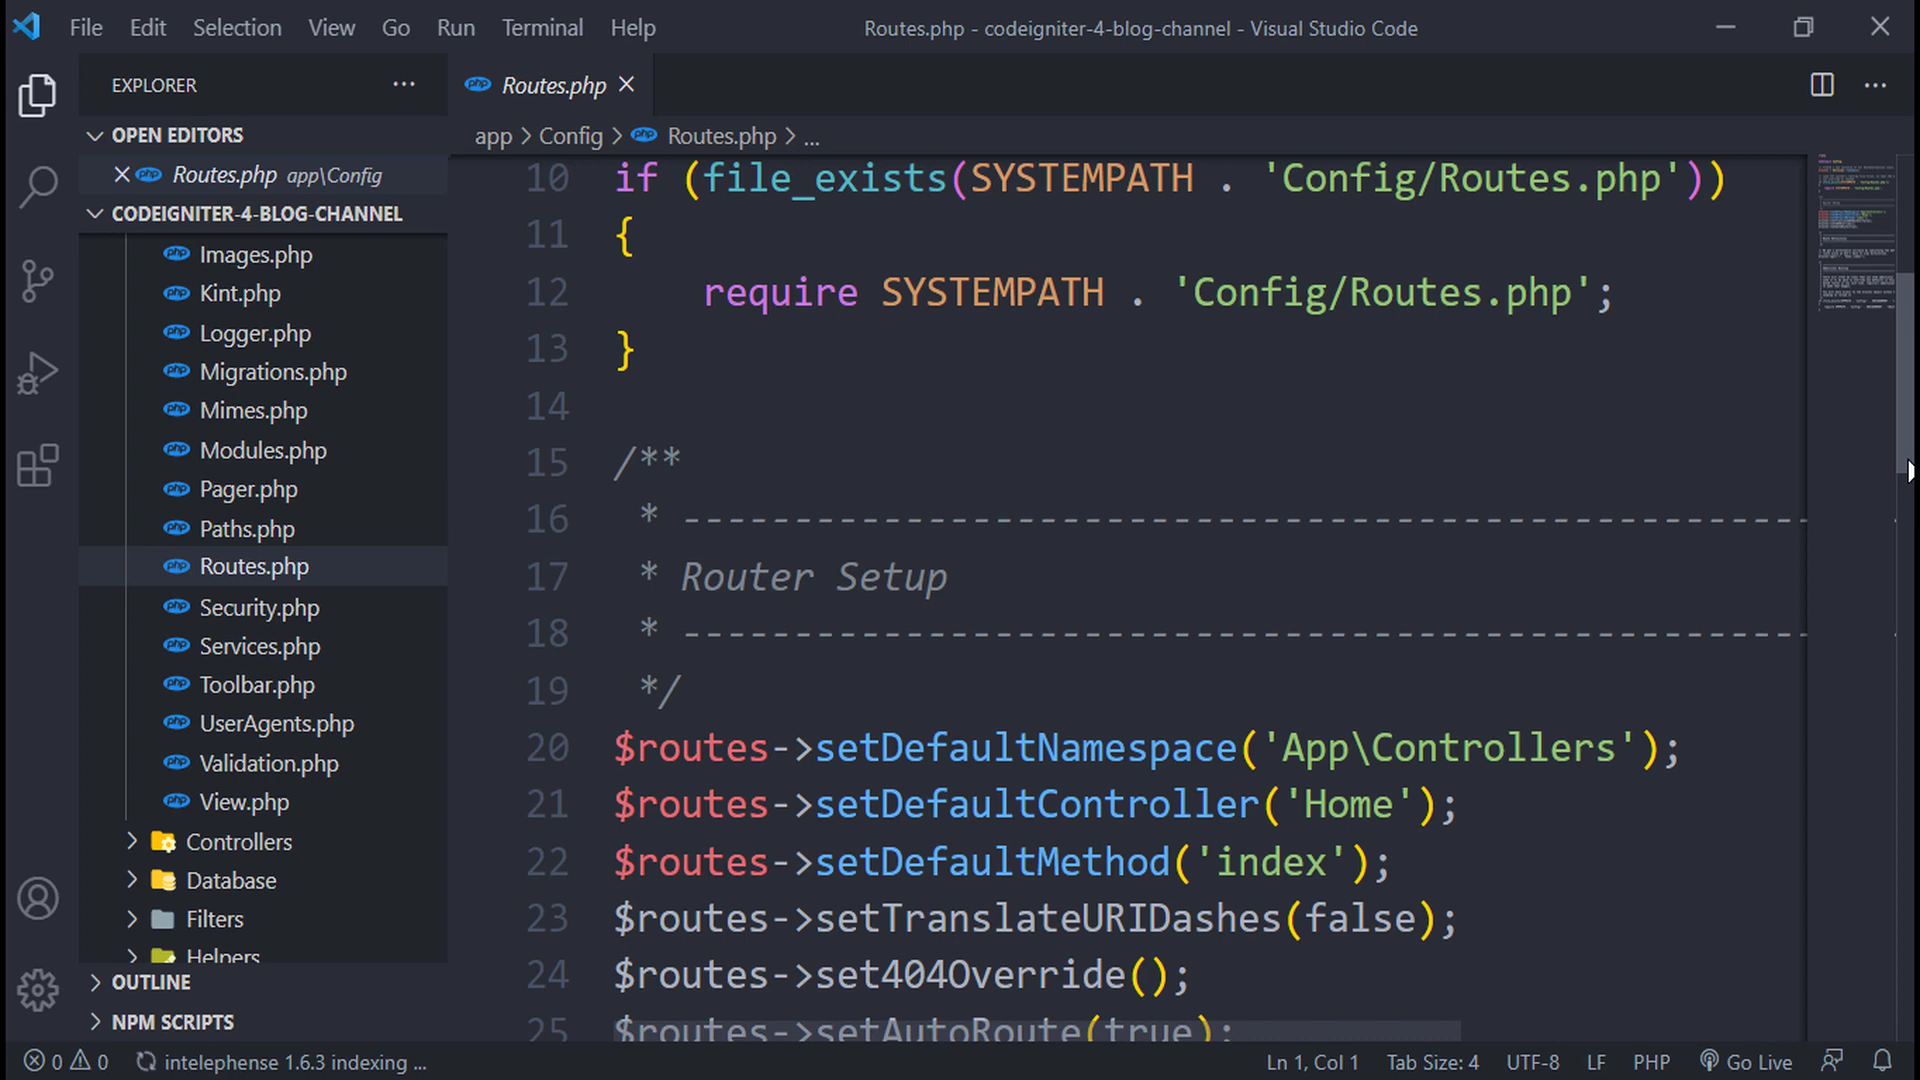 File Edit Selection View Go Run Terminal Help
Routes.php - codeigniter-4-blog-channel - Visual Studio Code
EXPLORER
OPEN EDITORS
Routes.php app\Config
CODEIGNITER-4-BLOG-CHANNEL
Images.php
Kint.php
Logger.php
Migrations.php
Mimes.php
Modules.php
Pager.php
Paths.php
Routes.php
Security.php
Services.php
Toolbar.php
UserAgents.php
Validation.php
View.php
Controllers
Database
Filters
Helpers
OUTLINE
NPM SCRIPTS
Routes.php
app > Config > Routes.php > ...
10 if (file_exists(SYSTEMPATH . 'Config/Routes.php'))
11 {
12 require SYSTEMPATH . 'Config/Routes.php';
13 }
14
15 /**
16 * ---------------------------------------------------
17 * Router Setup
18 * ---------------------------------------------------
19 */
20 $routes->setDefaultNamespace('App\Controllers');
21 $routes->setDefaultController('Home');
22 $routes->setDefaultMethod('index');
23 $routes->setTranslateURIDashes(false);
24 $routes->set404Override();
25 $routes->setAutoRoute(true);
0 0 intelephense 1.6.3 indexing ...
Ln 1, Col 1 Tab Size: 4 UTF-8 LF PHP Go Live